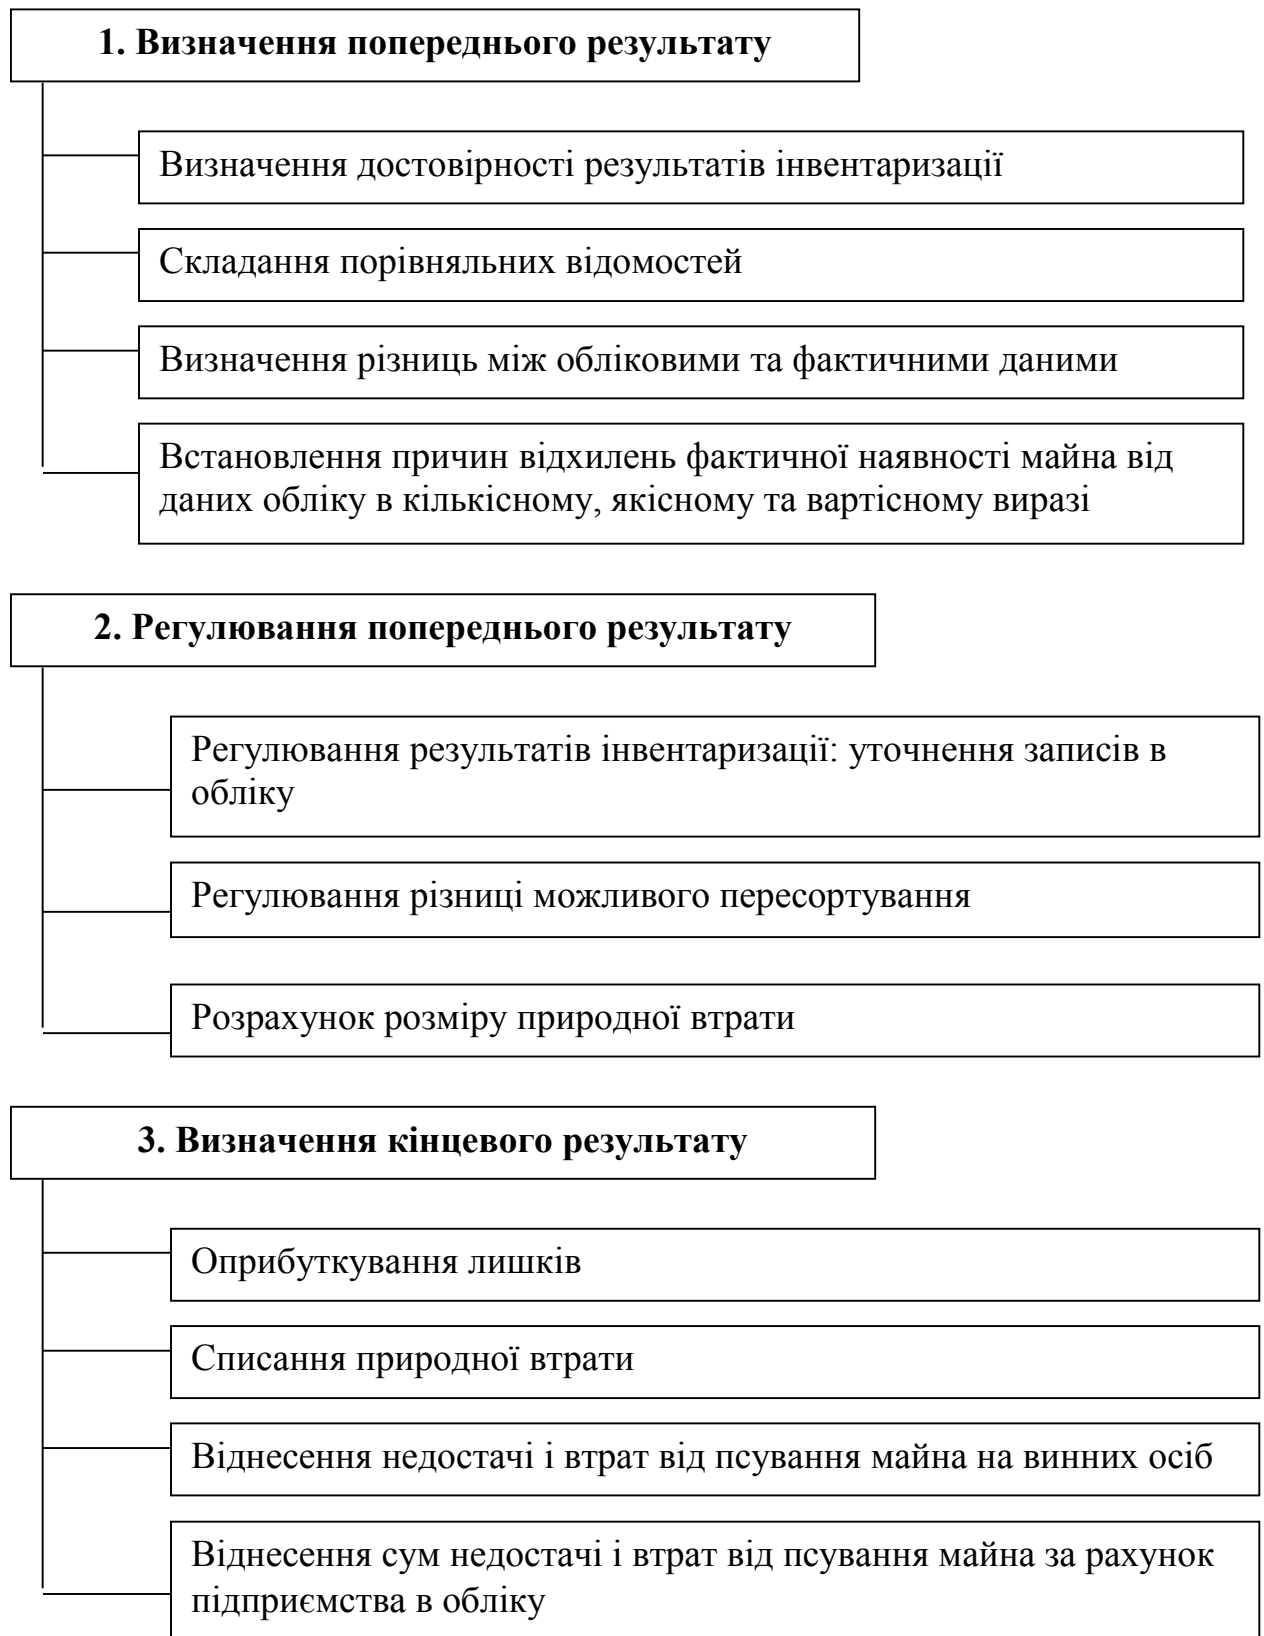 1. Визначення попереднього результату
Визначення достовірності результатів інвентаризації
Складання порівняльних відомостей
Визначення різниць між обліковими та фактичними даними
Встановлення причин відхилень фактичної наявності майна від
даних обліку в кількісному, якісному та вартісному виразі
2. Регулювання попереднього результату
Регулювання результатів інвентаризації: уточнення записів в
обліку
Регулювання різниці можливого пересортування
Розрахунок розміру природної втрати
3. Визначення кінцевого результату
Оприбуткування лишків
Списання природної втрати
Віднесення недостачі і втрат від псування майна на винних осіб
Віднесення сум недостачі і втрат від псування майна за рахунок
підприємства в обліку